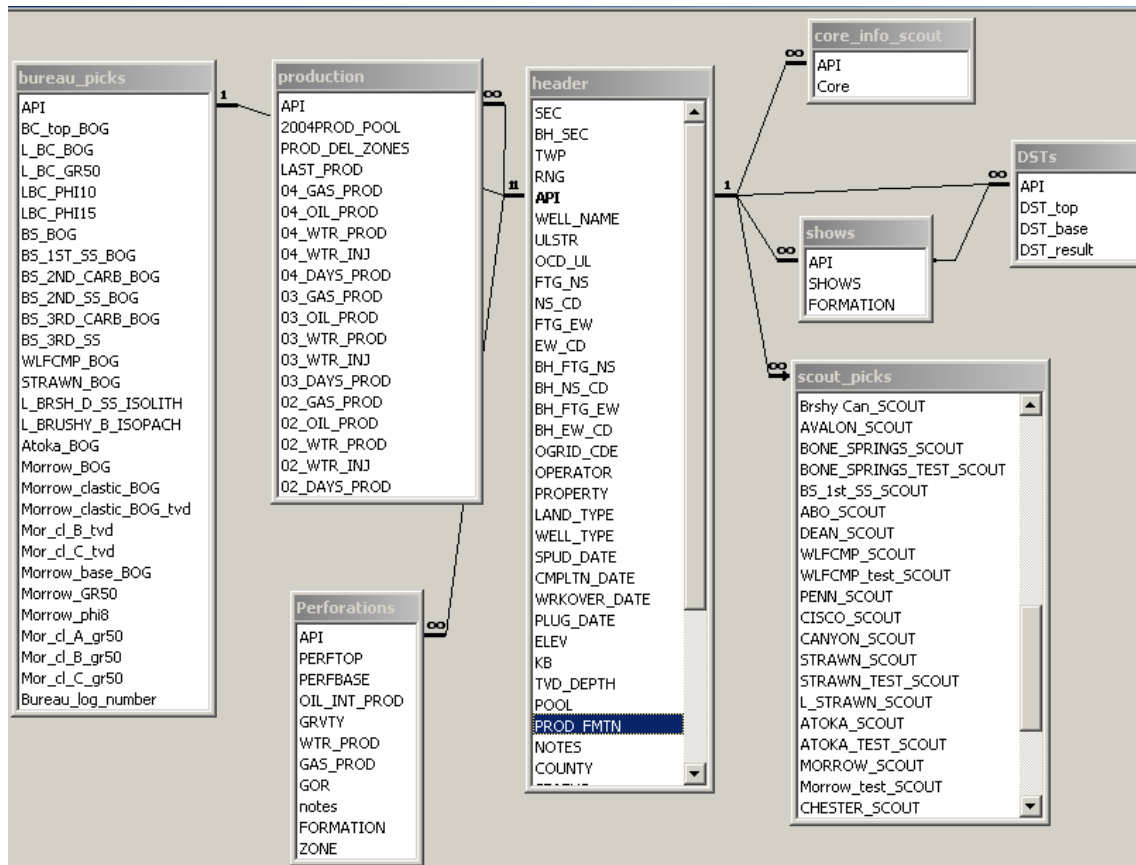 bureau_picks
API
BC_top_BOG
L_BC_BOG
L_BC_GR50
LBC_PHI10
LBC_PHI15
BS_BOG
BS_1ST_SS_BOG
BS_2ND_CARB_BOG
BS_2ND_SS_BOG
BS_3RD_CARB_BOG
BS_3RD_SS
WLFCMP_BOG
STRAWN_BOG
L_BRSH_D_SS_ISOLITH
L_BRUSHY_B_ISOPACH
Atoka_BOG
Morrow_BOG
Morrow_clastic_BOG
Morrow_clastic_BOG_tvd
Mor_cl_B_tvd
Mor_cl_C_tvd
Morrow_base_BOG
Morrow_GR50
Morrow_phi8
Mor_cl_A_gr50
Mor_cl_B_gr50
Mor_cl_C_gr50
Bureau_log_number
1
production
API
2004PROD_POOL
PROD_DEL_ZONES
LAST_PROD
04_GAS_PROD
04_OIL_PROD
04_WTR_PROD
04_WTR_INJ
04_DAYS_PROD
03_GAS_PROD
03_OIL_PROD
03_WTR_PROD
03_WTR_INJ
03_DAYS_PROD
02_GAS_PROD
02_OIL_PROD
02_WTR_PROD
02_WTR_INJ
02_DAYS_PROD
∞
Perforations
API
PERFTOP
PERFBASE
OIL_INT_PROD
GRVTY
WTR_PROD
GAS_PROD
GOR
notes
FORMATION
ZONE
∞
header
SEC
BH_SEC
TWP
RNG
API
WELL_NAME
ULSTR
OCD_UL
FTG_NS
NS_CD
FTG_EW
EW_CD
BH_FTG_NS
BH_NS_CD
BH_FTG_EW
BH_EW_CD
OGRID_CDE
OPERATOR
PROPERTY
LAND_TYPE
WELL_TYPE
SPUD_DATE
CMPLTN_DATE
WRKOVER_DATE
PLUG_DATE
ELEV
KB
TVD_DEPTH
POOL
PROD_FMTN
NOTES
COUNTY
1
core_info_scout
API
Core
∞
DSTs
API
DST_top
DST_base
DST_result
∞
shows
API
SHOWS
FORMATION
∞
scout_picks
Brshy Can_SCOUT
AVALON_SCOUT
BONE_SPRINGS_SCOUT
BONE_SPRINGS_TEST_SCOUT
BS_1st_SS_SCOUT
ABO_SCOUT
DEAN_SCOUT
WLFCMP_SCOUT
WLFCMP_test_SCOUT
PENN_SCOUT
CISCO_SCOUT
CANYON_SCOUT
STRAWN_SCOUT
STRAWN_TEST_SCOUT
L_STRAWN_SCOUT
ATOKA_SCOUT
ATOKA_TEST_SCOUT
MORROW_SCOUT
Morrow_test_SCOUT
CHESTER_SCOUT
∞